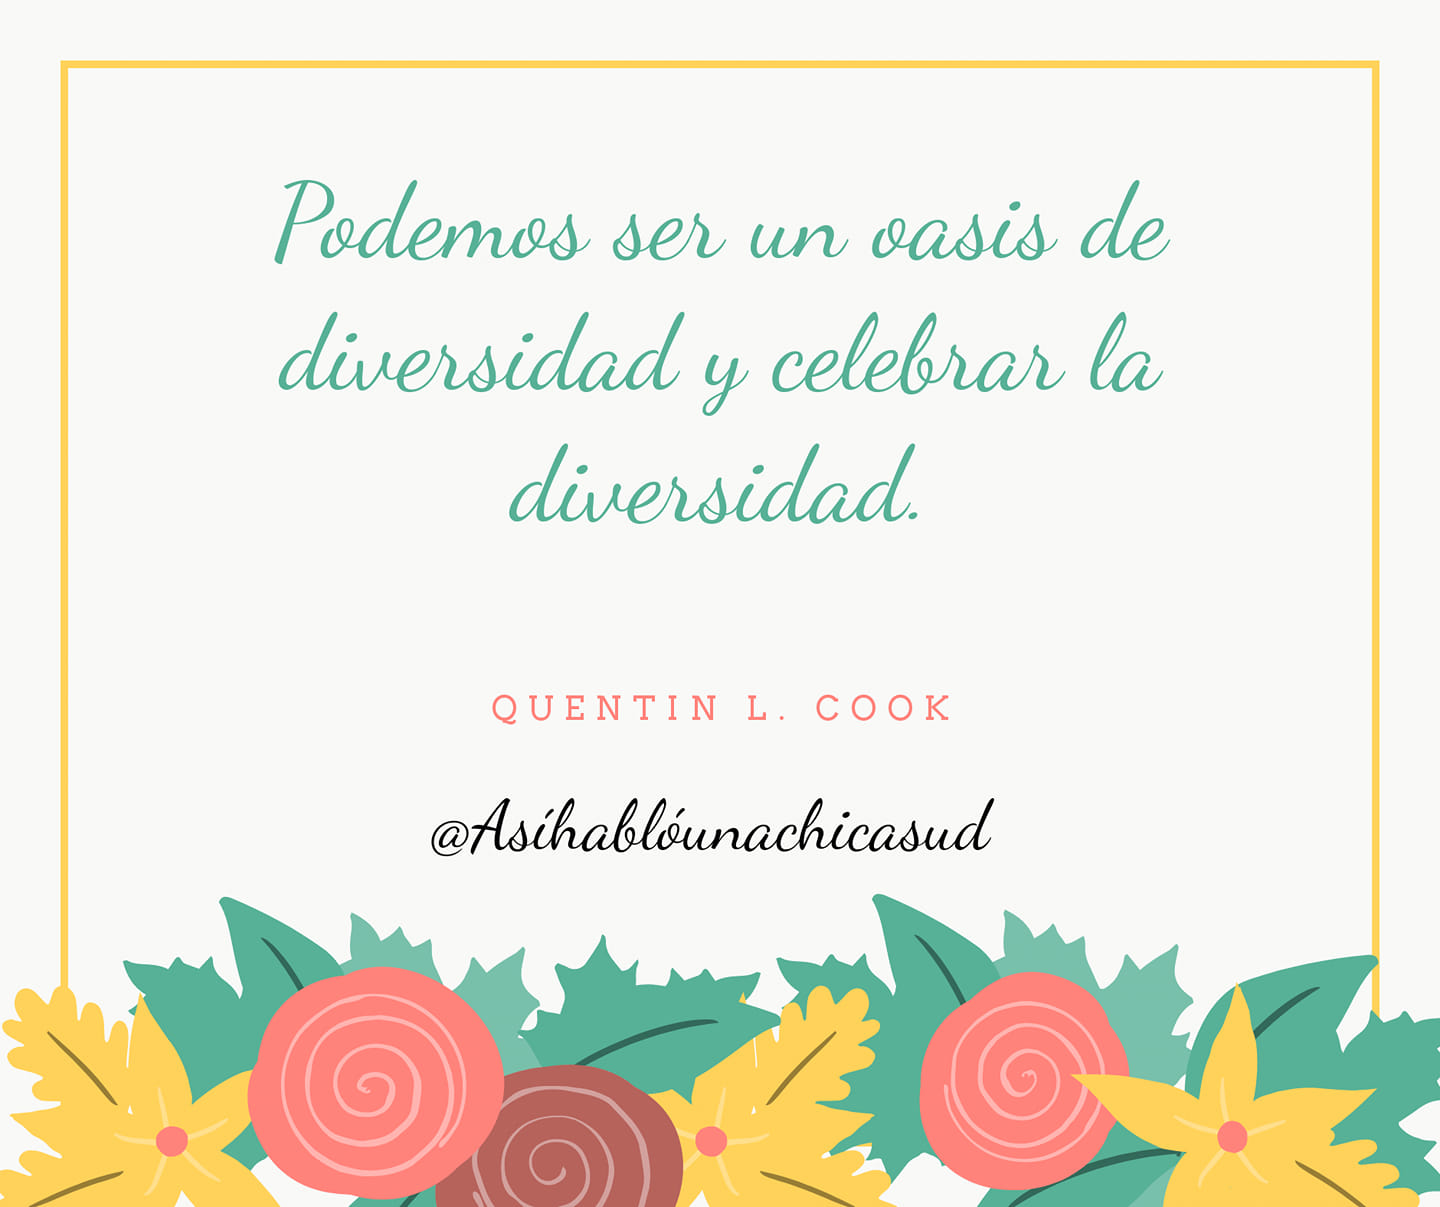 Podemos ser un oasis de
diversidad y celebrar la
diversidad.
QUENTIN L. COOK
@Asíhablóunachicasud